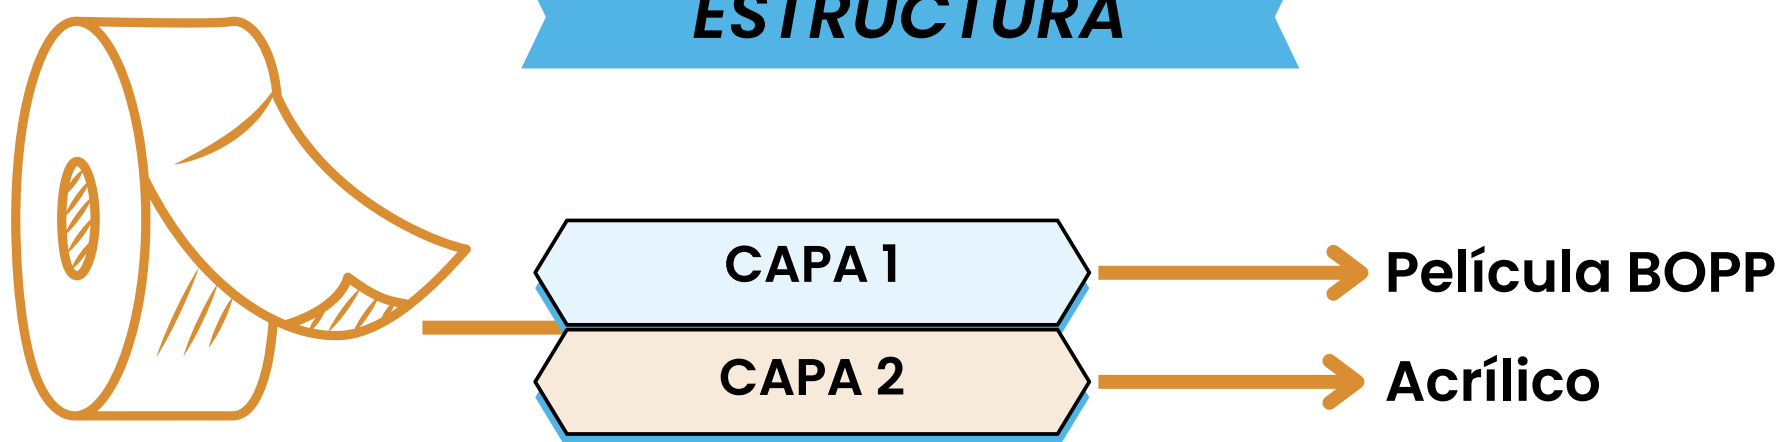 ESTRUCTURA
CAPA 1
Película BOPP
CAPA 2
Acrílico